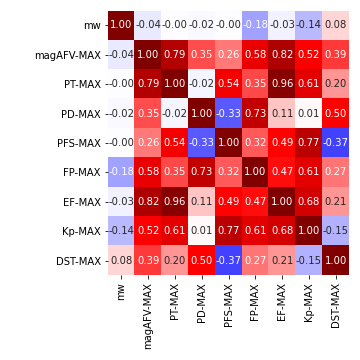 mw 1.00 -0.04 -0.00 -0.02 -0.00 -0.18 -0.03 -0.14 0.08
magAFV-MAX -0.04 1.00 0.79 0.35 0.26 0.58 0.82 0.52 0.39
PT-MAX -0.00 0.79 1.00 -0.02 0.54 0.35 0.96 0.61 0.20
PD-MAX -0.02 0.35 -0.02 1.00 -0.33 0.73 0.11 0.01 0.50
PFS-MAX -0.00 0.26 0.54 -0.33 1.00 0.32 0.49 0.77 -0.37
FP-MAX -0.18 0.58 0.35 0.73 0.32 1.00 0.47 0.61 0.27
EF-MAX -0.03 0.82 0.96 0.11 0.49 0.47 1.00 0.68 0.21
Kp-MAX -0.14 0.52 0.61 0.01 0.77 0.61 0.68 1.00 -0.15
DST-MAX 0.08 0.39 0.20 0.50 -0.37 0.27 0.21 -0.15 1.00
mw magAFV-MAX PT-MAX PD-MAX PFS-MAX FP-MAX EF-MAX Kp-MAX DST-MAX